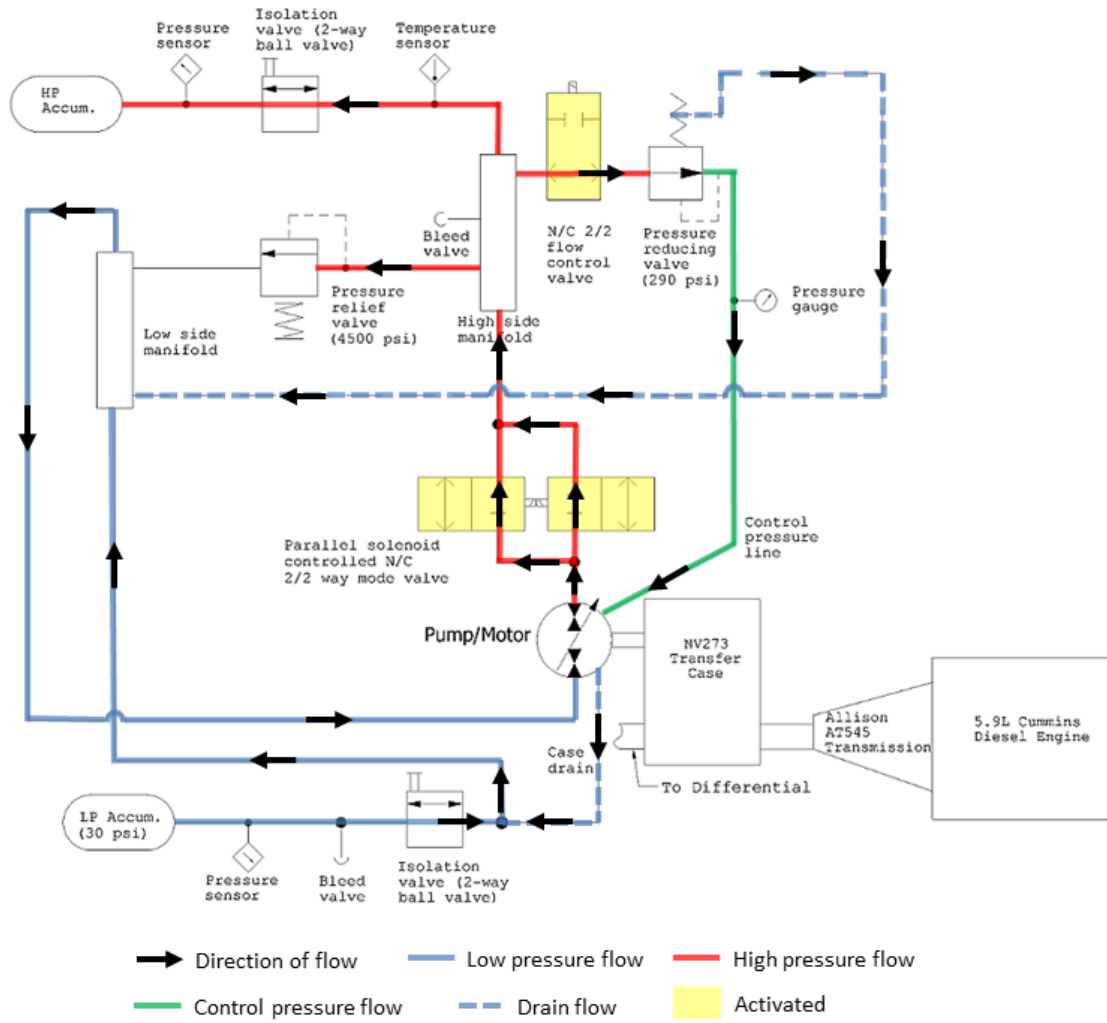 Pressure
sensor
Isolation
valve (2-way
ball valve)
Temperature
sensor
HP
Accum.
Bleed
valve
N/C 2/2
flow
control
valve
Pressure
reducing
valve
(290 psi)
Pressure
gauge
Pressure
relief
valve
(4500 psi)
High side
manifold
Low side
manifold
Parallel solenoid
controlled N/C
2/2 way mode valve
Control
pressure
line
Pump/Motor
NV273
Transfer
Case
Allison
AT545
Transmission
5.9L Cummins
Diesel Engine
Case
drain
To Differential
LP Accum.
(30 psi)
Pressure
sensor
Bleed
valve
Isolation
valve (2-way
ball valve)
Direction of flow
Low pressure flow
High pressure flow
Control pressure flow
Drain flow
Activated